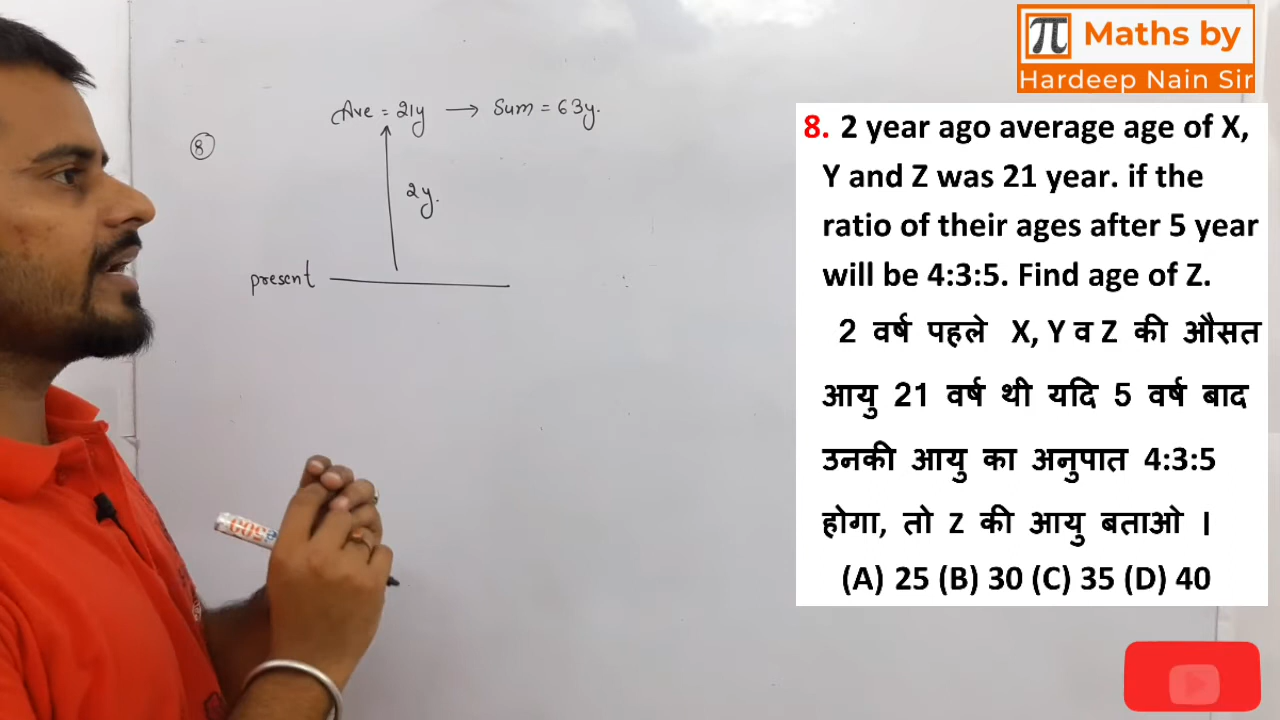 π Maths by
Hardeep Nain Sir
8
Ave = 21y → Sum = 63y.
2y.
present
8. 2 year ago average age of X,
Y and Z was 21 year. if the
ratio of their ages after 5 year
will be 4:3:5. Find age of Z.
2 वर्ष पहले X, Y व Z की औसत
आयु 21 वर्ष थी यदि 5 वर्ष बाद
उनकी आयु का अनुपात 4:3:5
होगा, तो Z की आयु बताओ ।
(A) 25 (B) 30 (C) 35 (D) 40